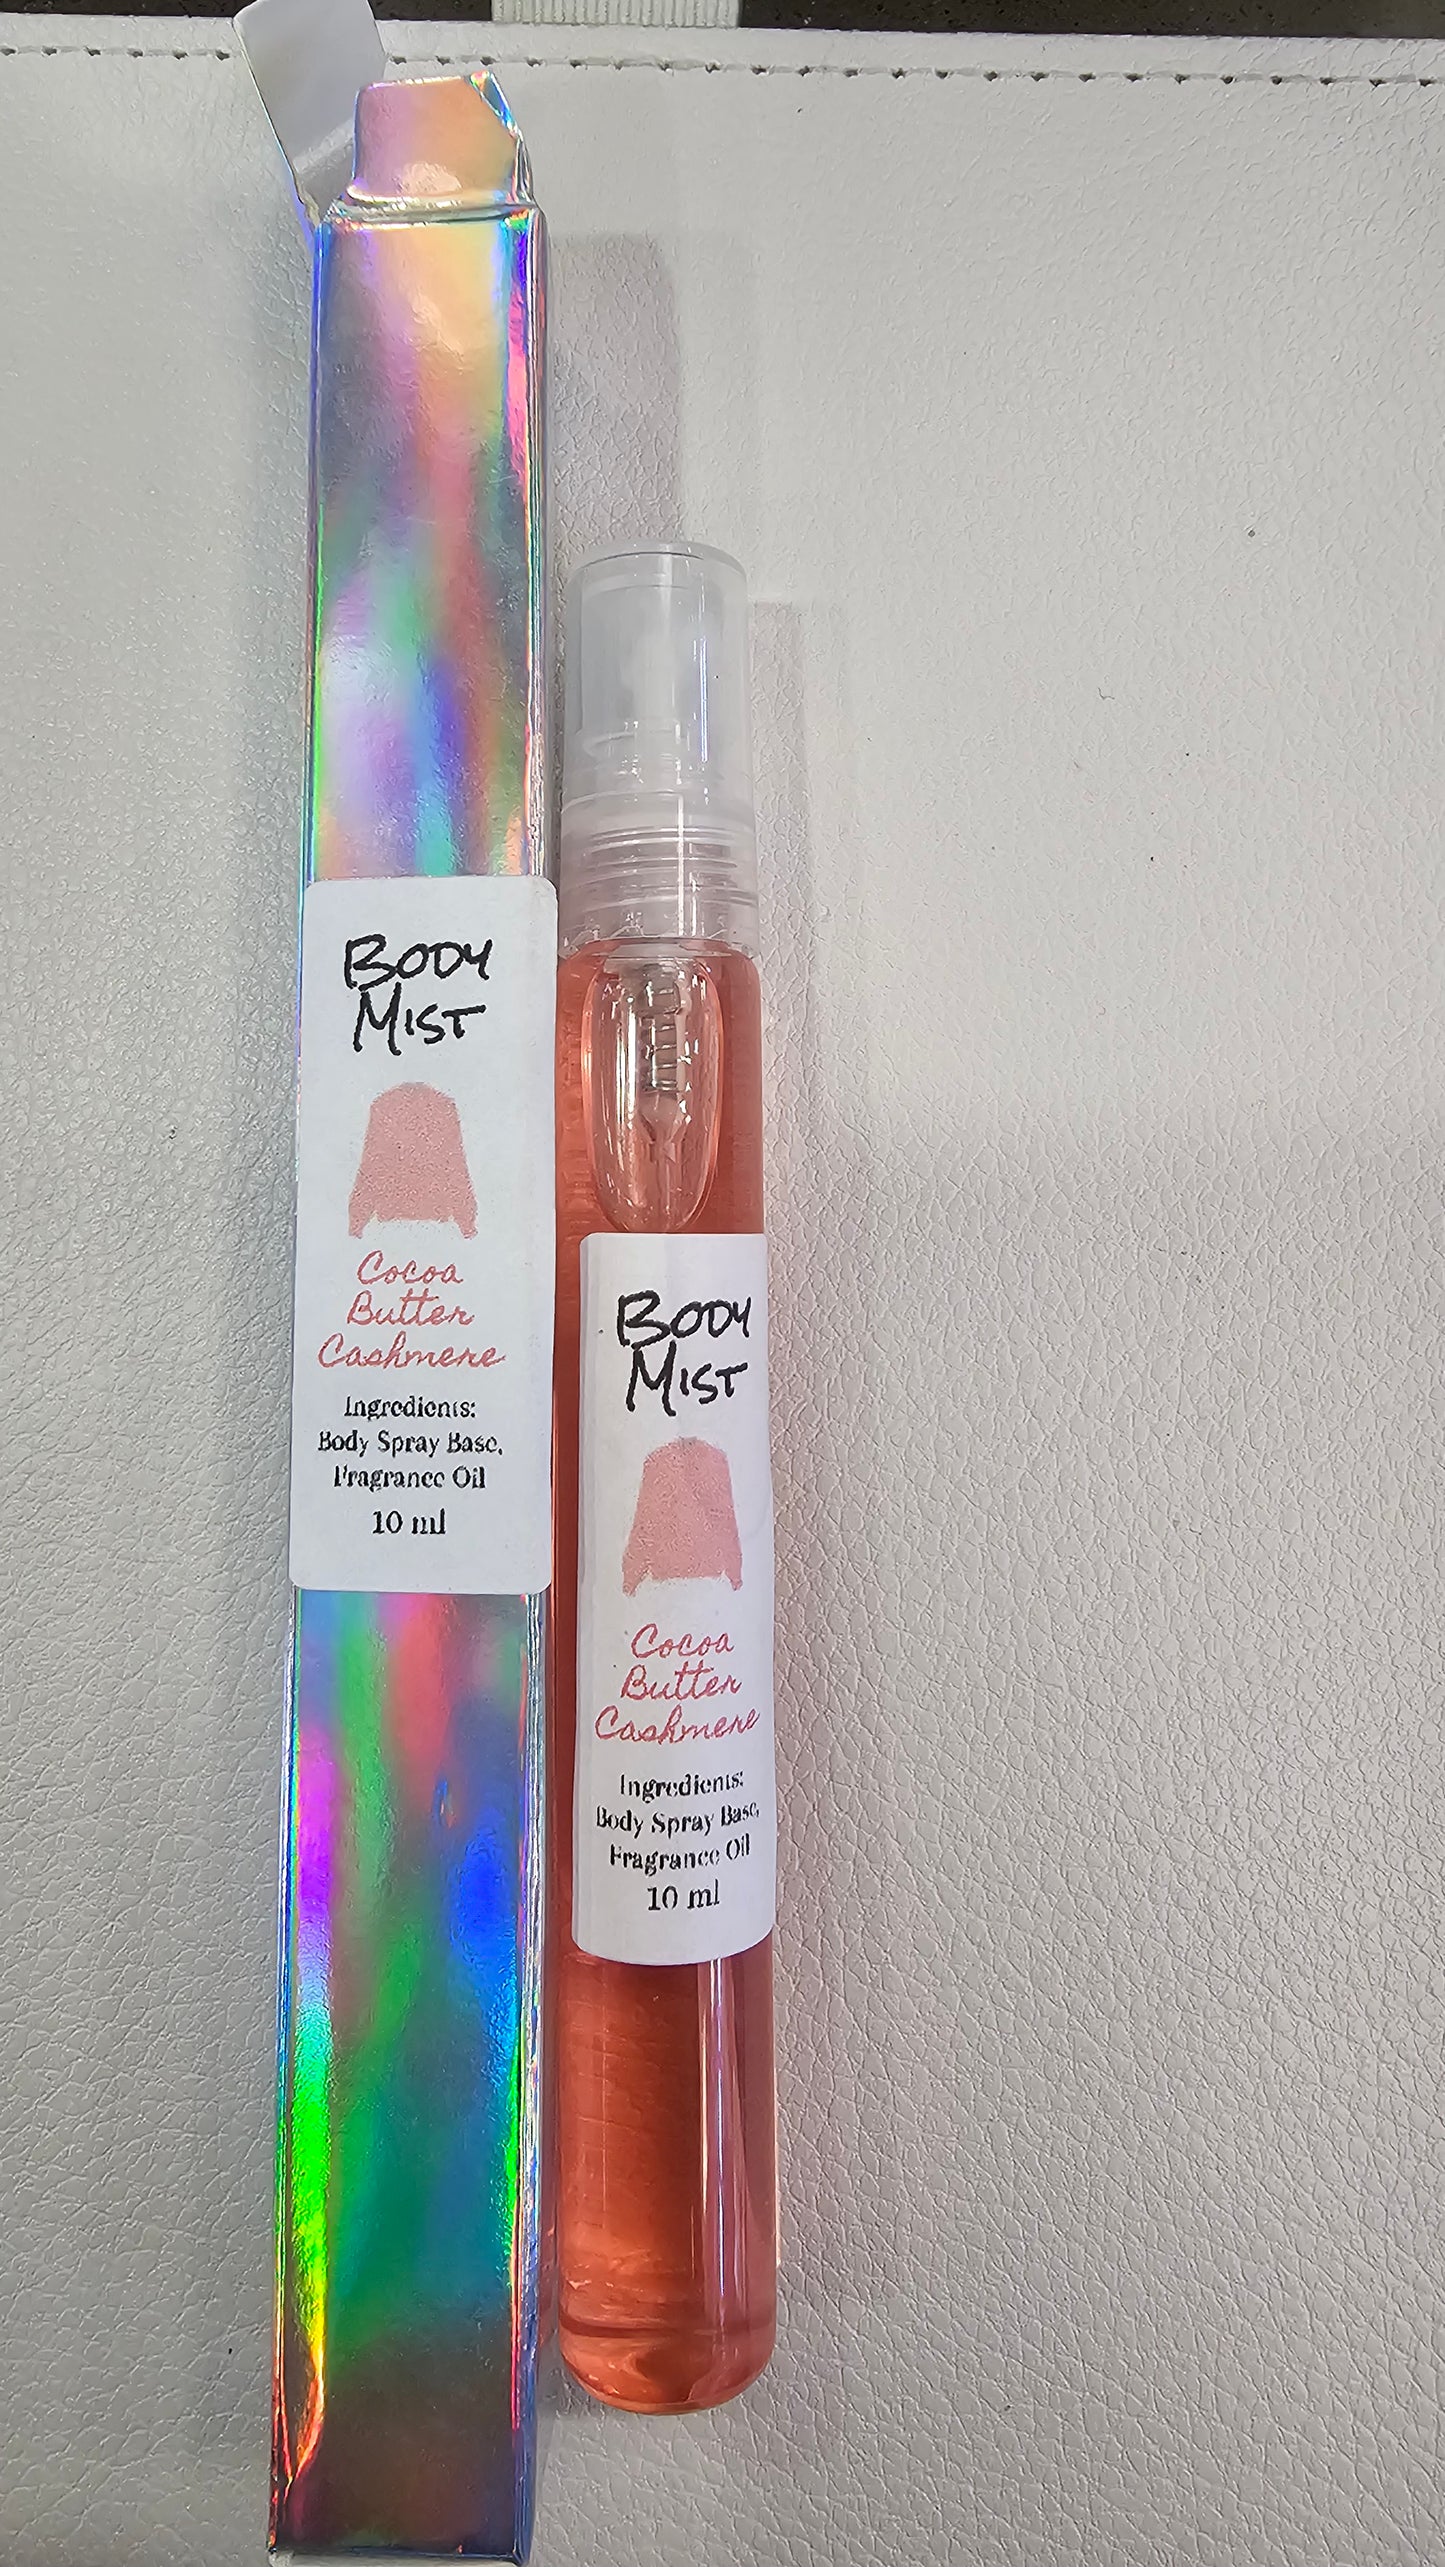 BODY
MIST
Cocoa
Butter
Cashmere
Ingredients:
Body Spray Base,
Fragrance Oil
10 ml
BODY
MIST
Cocoa
Butter
Cashmere
Ingredients:
Body Spray Base,
Fragrance Oil
10 ml